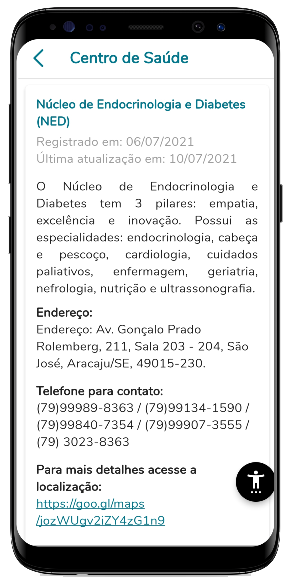 Centro de Saúde
Núcleo de Endocrinologia e Diabetes
(NED)
Registrado em: 06/07/2021
Última atualização em: 10/07/2021
O Núcleo de Endocrinologia e
Diabetes tem 3 pilares: empatia,
excelência e inovação. Possui as
especialidades: endocrinologia, cabeça
e pescoço, cardiologia, cuidados
paliativos, enfermagem, geriatria,
nefrologia, nutrição e ultrassonografia.
Endereço:
Endereço: Av. Gonçalo Prado
Rolemberg, 211, Sala 203 - 204, São
José, Aracaju/SE, 49015-230.
Telefone para contato:
(79)99989-8363 / (79)99134-1590 /
(79)99840-7354 / (79)99907-3555 /
(79) 3023-8363
Para mais detalhes acesse a
localização:
https://goo.gl/maps
/jozWUgv2iZY4zG1n9